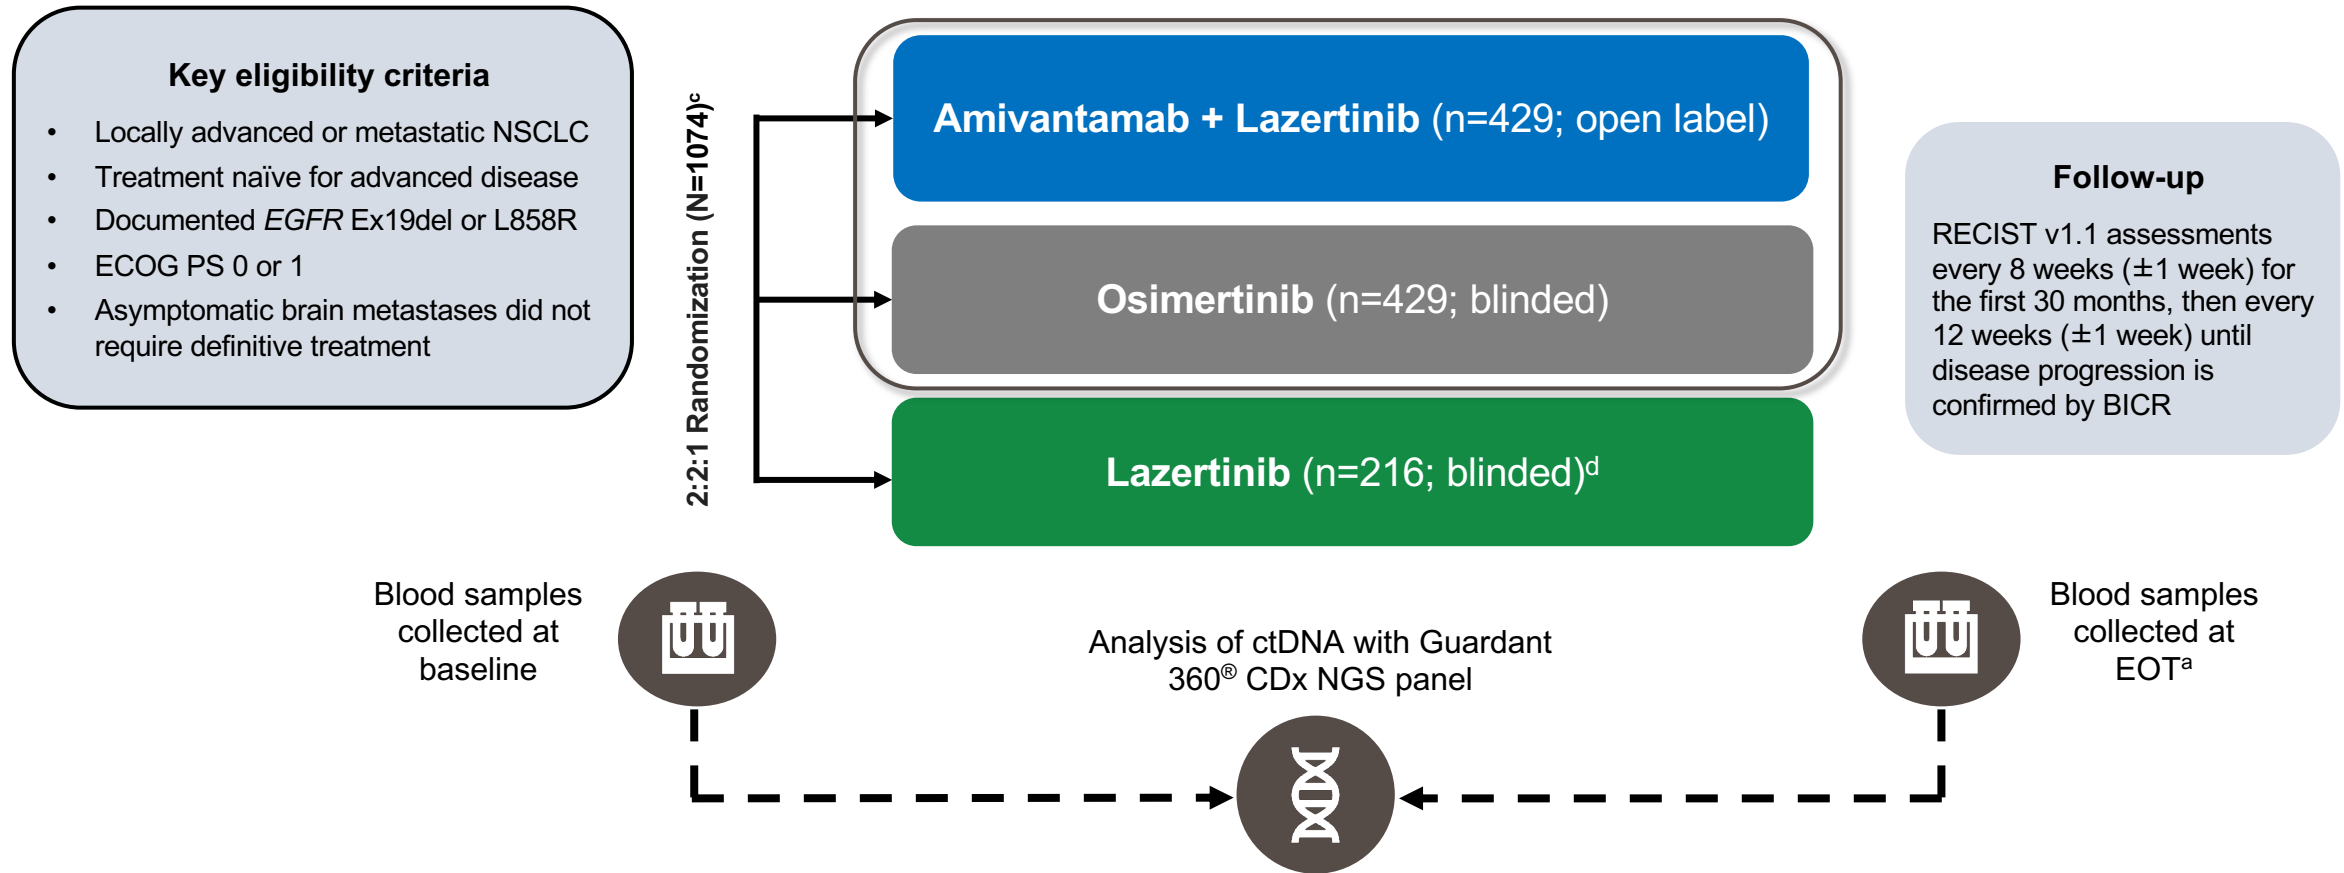 Key eligibility criteria
• Locally advanced or metastatic NSCLC
• Treatment naïve for advanced disease
• Documented EGFR Ex19del or L858R
• ECOG PS 0 or 1
• Asymptomatic brain metastases did not
require definitive treatment
2:2:1 Randomization (N=1074)ᶜ
Amivantamab + Lazertinib (n=429; open label)
Osimertinib (n=429; blinded)
Lazertinib (n=216; blinded)ᵈ
Follow-up
RECIST v1.1 assessments
every 8 weeks (±1 week) for
the first 30 months, then every
12 weeks (±1 week) until
disease progression is
confirmed by BICR
Blood samples
collected at
baseline
Analysis of ctDNA with Guardant
360® CDx NGS panel
Blood samples
collected at
EOTᵃ